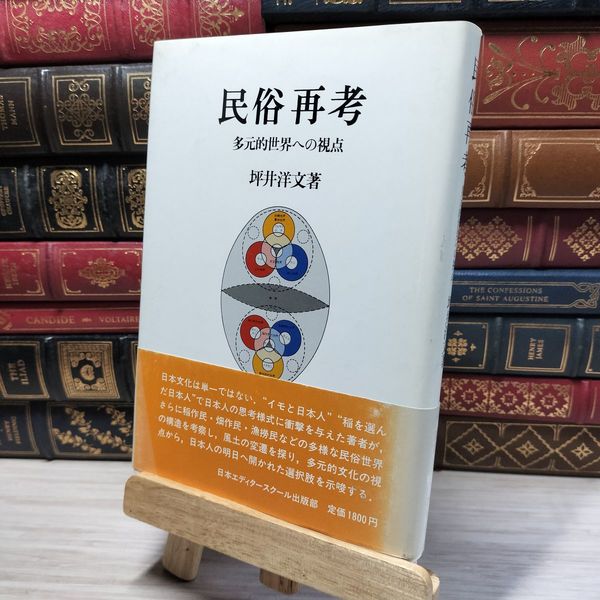 民俗再考
多元的世界への視点
坪井洋文著
日本文化は単一ではない、“イモと日本人”“稲を選ん
だ日本人”で日本人の思考様式に衝撃を与えた著者が、
さらに稲作民・畑作民・漁撈民などの多様な民俗世界
の構造を考察し、風土の変遷を探り、多元的文化の視
点から、日本人の明日へ開かれた選択肢を示唆する。
日本エディタースクール出版部 定価1800円
民俗再考
THOMAS
MANN
CANDIDE
VOLTAIRE
THE
ILIAD
THE CONFESSIONS
OF SAINT AUGUSTINE
HENRY
JAMES